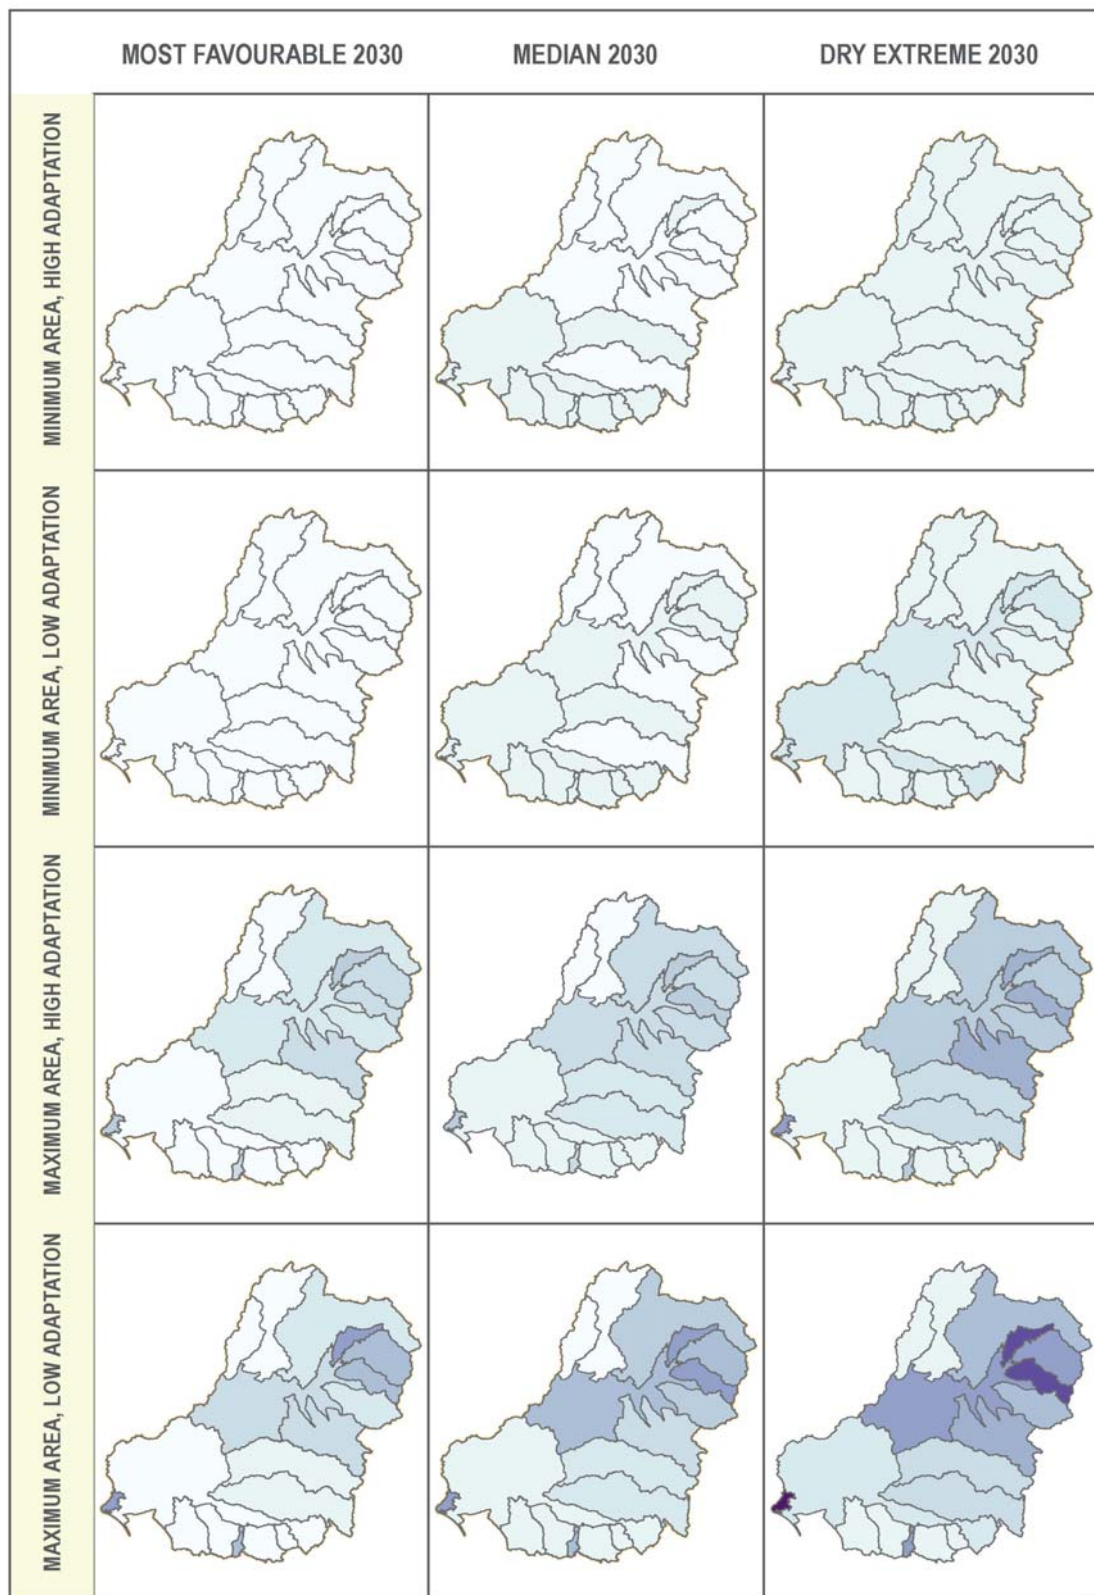 MOST FAVOURABLE 2030
MEDIAN 2030
DRY EXTREME 2030
MINIMUM AREA, HIGH ADAPTATION
MINIMUM AREA, LOW ADAPTATION
MAXIMUM AREA, HIGH ADAPTATION
MAXIMUM AREA, LOW ADAPTATION